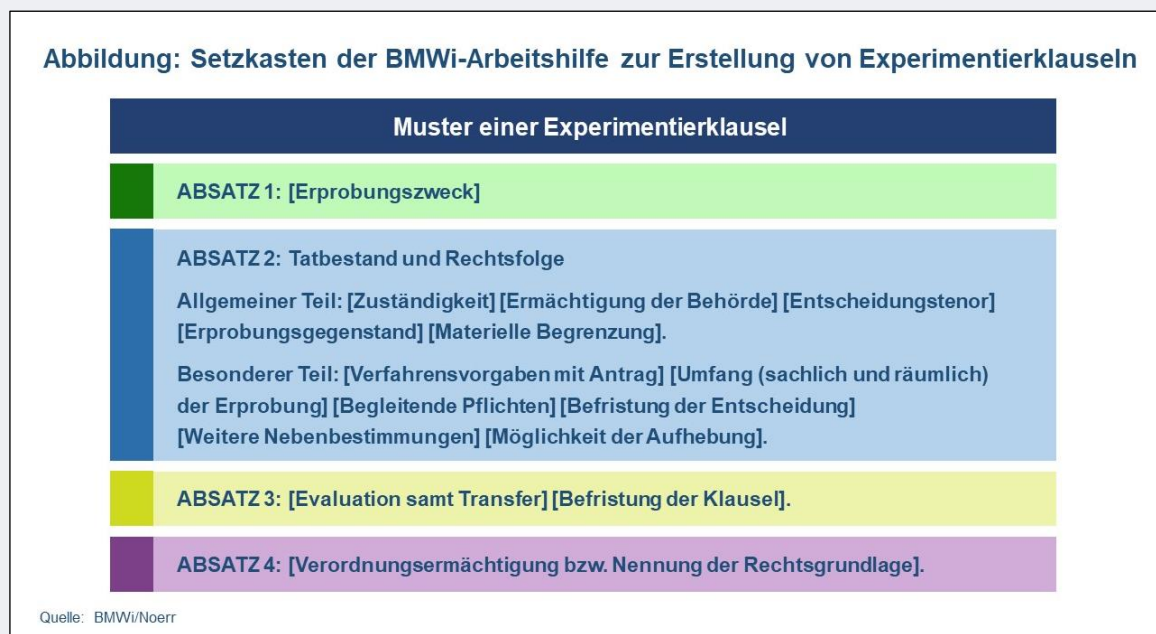 Abbildung: Setzkasten der BMWi-Arbeitshilfe zur Erstellung von Experimentierklauseln
Muster einer Experimentierklausel
ABSATZ 1: [Erprobungszweck]
ABSATZ 2: Tatbestand und Rechtsfolge
Allgemeiner Teil: [Zuständigkeit] [Ermächtigung der Behörde] [Entscheidungstenor]
[Erprobungsgegenstand] [Materielle Begrenzung].
Besonderer Teil: [Verfahrensvorgaben mit Antrag] [Umfang (sachlich und räumlich)
der Erprobung] [Begleitende Pflichten] [Befristung der Entscheidung]
[Weitere Nebenbestimmungen] [Möglichkeit der Aufhebung].
ABSATZ 3: [Evaluation samt Transfer] [Befristung der Klausel].
ABSATZ 4: [Verordnungsermächtigung bzw. Nennung der Rechtsgrundlage].
Quelle: BMWi/Noerr